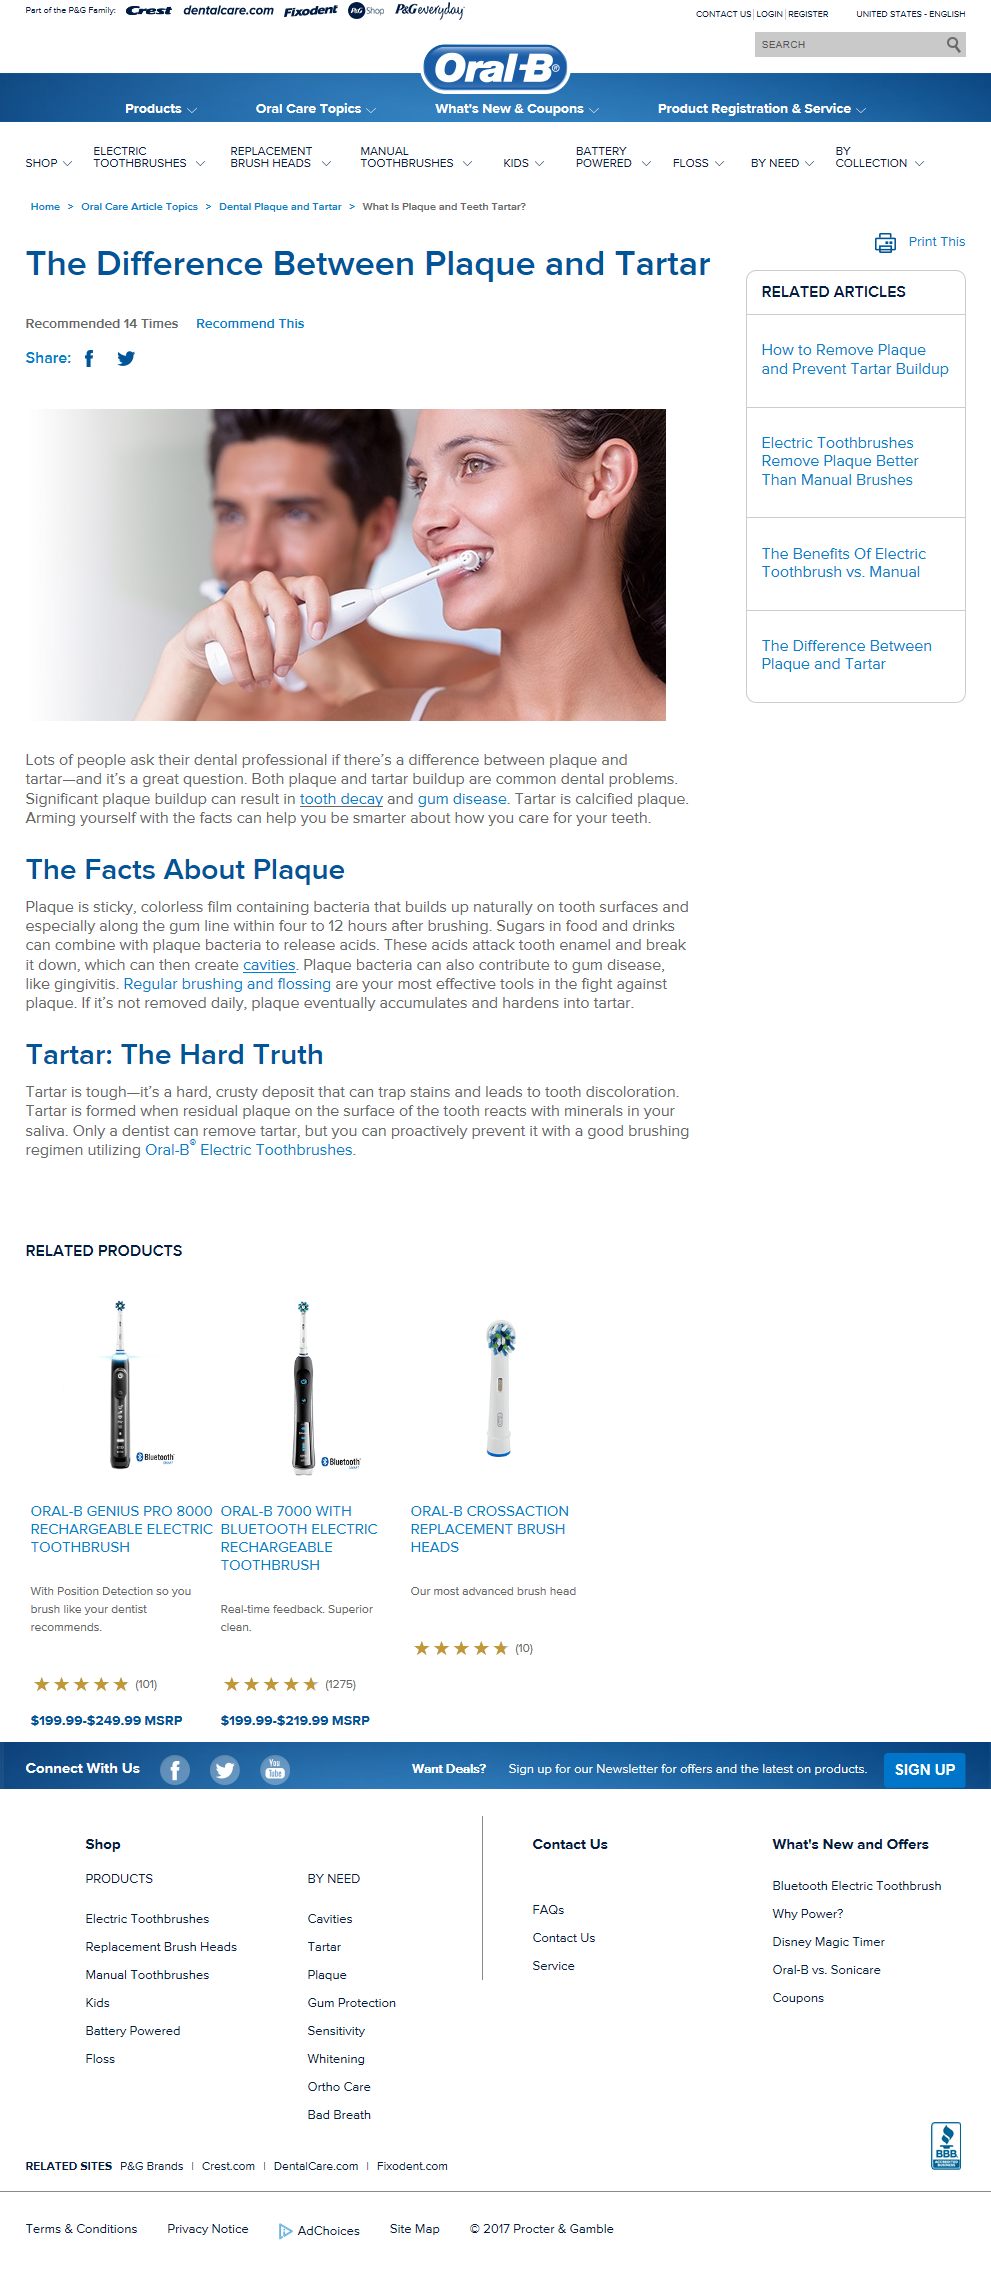 Part of the P&G Family: Crest dentalcare.com Fixodent P&G Shop P&G everyday
CONTACT US | LOGIN | REGISTER UNITED STATES - ENGLISH
SEARCH
Oral-B®
Products What's New & Coupons Oral Care Topics Product Registration & Service
SHOP ELECTRIC TOOTHBRUSHES REPLACEMENT BRUSH HEADS MANUAL TOOTHBRUSHES KIDS BATTERY POWERED FLOSS BY NEED BY COLLECTION
Home > Oral Care Article Topics > Dental Plaque and Tartar > What Is Plaque and Teeth Tartar?
Print This
The Difference Between Plaque and Tartar
Recommended 14 Times Recommend This
Share:
RELATED ARTICLES
How to Remove Plaque
and Prevent Tartar Buildup
Electric Toothbrushes
Remove Plaque Better
Than Manual Brushes
The Benefits Of Electric
Toothbrush vs. Manual
The Difference Between
Plaque and Tartar
Lots of people ask their dental professional if there's a difference between plaque and
tartar—and it's a great question. Both plaque and tartar buildup are common dental problems.
Significant plaque buildup can result in tooth decay and gum disease. Tartar is calcified plaque.
Arming yourself with the facts can help you be smarter about how you care for your teeth.
The Facts About Plaque
Plaque is sticky, colorless film containing bacteria that builds up naturally on tooth surfaces and
especially along the gum line within four to 12 hours after brushing. Sugars in food and drinks
can combine with plaque bacteria to release acids. These acids attack tooth enamel and break
it down, which can then create cavities. Plaque bacteria can also contribute to gum disease,
like gingivitis. Regular brushing and flossing are your most effective tools in the fight against
plaque. If it's not removed daily, plaque eventually accumulates and hardens into tartar.
Tartar: The Hard Truth
Tartar is tough—it's a hard, crusty deposit that can trap stains and leads to tooth discoloration.
Tartar is formed when residual plaque on the surface of the tooth reacts with minerals in your
saliva. Only a dentist can remove tartar, but you can proactively prevent it with a good brushing
regimen utilizing Oral-B® Electric Toothbrushes.
RELATED PRODUCTS
Bluetooth
Bluetooth
ORAL-B GENIUS PRO 8000
RECHARGEABLE ELECTRIC
TOOTHBRUSH
With Position Detection so you
brush like your dentist
recommends.
(101)
$199.99-$249.99 MSRP
ORAL-B 7000 WITH
BLUETOOTH ELECTRIC
RECHARGEABLE
TOOTHBRUSH
Real-time feedback. Superior
clean.
(1275)
$199.99-$219.99 MSRP
ORAL-B CROSSACTION
REPLACEMENT BRUSH
HEADS
Our most advanced brush head
(10)
Connect With Us You Tube Want Deals? Sign up for our Newsletter for offers and the latest on products. SIGN UP
Shop
PRODUCTS
Electric Toothbrushes
Replacement Brush Heads
Manual Toothbrushes
Kids
Battery Powered
Floss
BY NEED
Cavities
Tartar
Plaque
Gum Protection
Sensitivity
Whitening
Ortho Care
Bad Breath
Contact Us
FAQs
Contact Us
Service
What's New and Offers
Bluetooth Electric Toothbrush
Why Power?
Disney Magic Timer
Oral-B vs. Sonicare
Coupons
BBB
ACCREDITED
BUSINESS
RELATED SITES P&G Brands | Crest.com | DentalCare.com | Fixodent.com
Terms & Conditions Privacy Notice AdChoices Site Map © 2017 Procter & Gamble